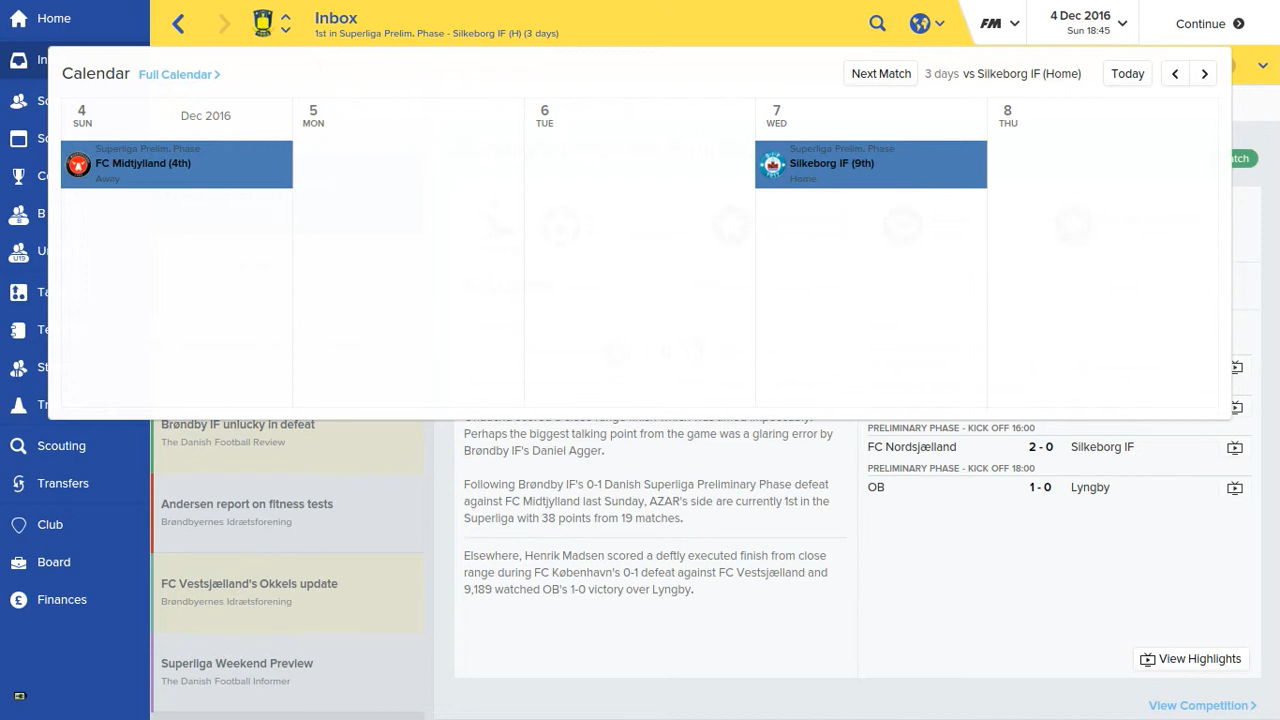 Home
Inbox
1st in Superliga Prelim. Phase - Silkeborg IF (H) (3 days)
FM
4 Dec 2016
Sun 18:45
Continue
Calendar
Full Calendar >
Next Match
3 days vs Silkeborg IF (Home)
Today
4
SUN
Dec 2016
5
MON
6
TUE
7
WED
8
THU
Superliga Prelim. Phase
FC Midtjylland (4th)
Away
Superliga Prelim. Phase
Silkeborg IF (9th)
Home
Scouting
Transfers
Club
Board
Finances
Brøndby IF unlucky in defeat
The Danish Football Review
Andersen report on fitness tests
Brøndbyernes Idrætsforening
FC Vestsjælland's Okkels update
Brøndbyernes Idrætsforening
Superliga Weekend Preview
The Danish Football Informer
Perhaps the biggest talking point from the game was a glaring error by
Brøndby IF's Daniel Agger.
Following Brøndby IF's 0-1 Danish Superliga Preliminary Phase defeat
against FC Midtjylland last Sunday, AZAR's side are currently 1st in the
Superliga with 38 points from 19 matches.
Elsewhere, Henrik Madsen scored a deftly executed finish from close
range during FC København's 0-1 defeat against FC Vestsjælland and
9,189 watched OB's 1-0 victory over Lyngby.
PRELIMINARY PHASE - KICK OFF 16:00
FC Nordsjælland 2 - 0 Silkeborg IF
PRELIMINARY PHASE - KICK OFF 18:00
OB 1 - 0 Lyngby
View Highlights
View Competition >